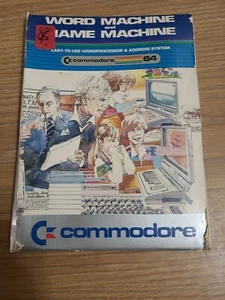 WORD MACHINE
and
NAME MACHINE
EASY-TO-USE WORDPROCESSOR & ADDRESS SYSTEM
commodore 64
commodore